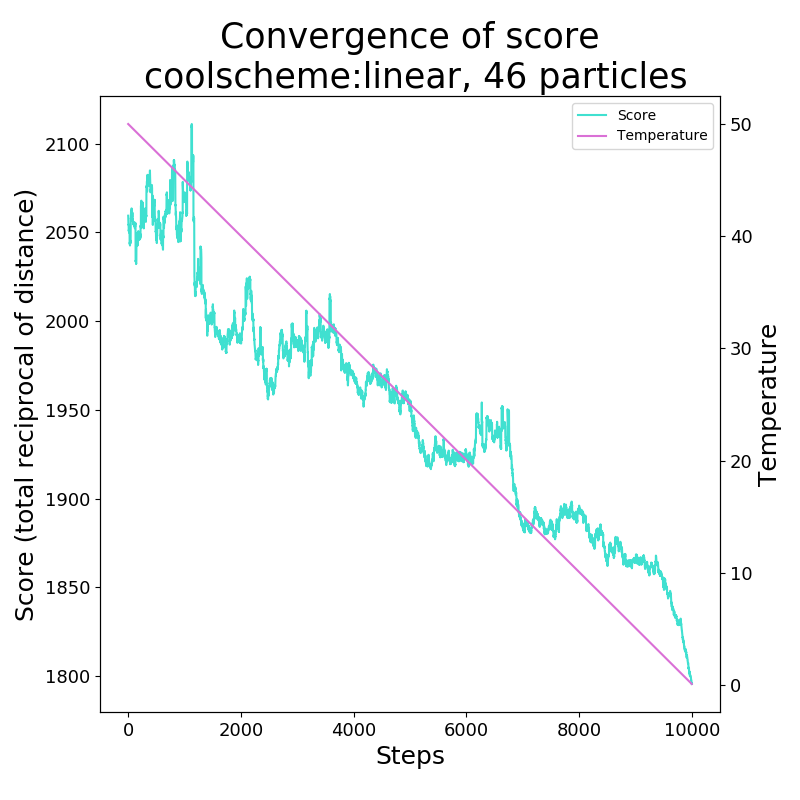 Convergence of score
coolscheme:linear, 46 particles
Score
Temperature
2100
2050
2000
1950
1900
1850
1800
Score (total reciprocal of distance)
50
40
30
20
10
0
Temperature
0 2000 4000 6000 8000 10000
Steps